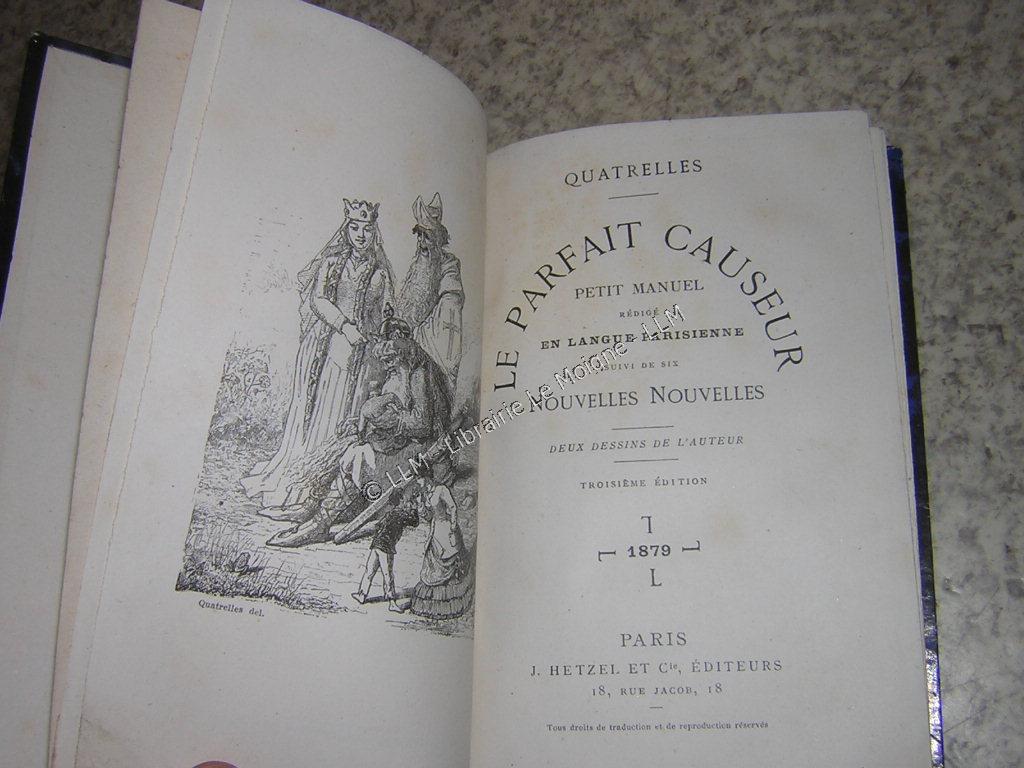 Quatrelles del.
QUATRELLES
LE PARFAIT CAUSEUR
PETIT MANUEL
RÉDIGÉ
EN LANGUE PARISIENNE
SUIVI DE SIX
NOUVELLES NOUVELLES
DEUX DESSINS DE L'AUTEUR
TROISIÈME ÉDITION
1879
PARIS
J. HETZEL ET Cie, ÉDITEURS
18, RUE JACOB, 18
Tous droits de traduction et de reproduction réservés
© LLM - Librairie Le Moigne - LLM